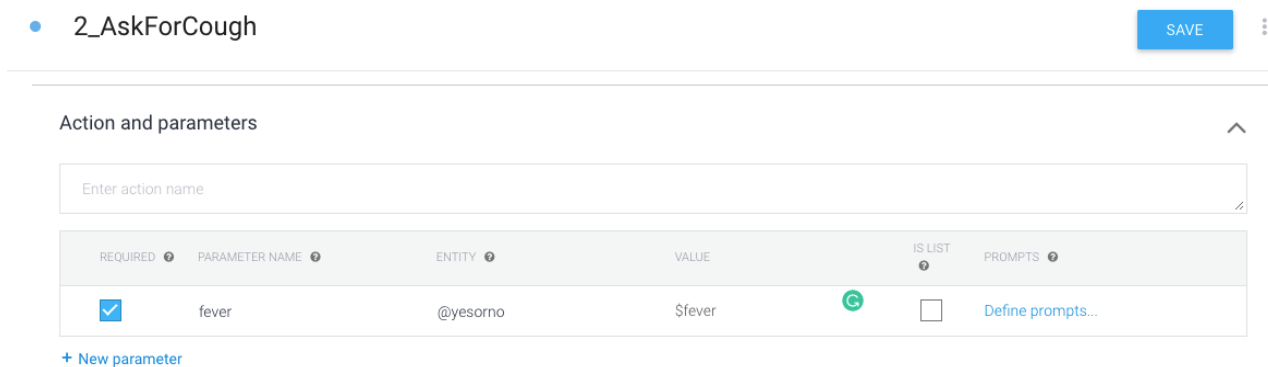 2_AskForCough
SAVE
Action and parameters
Enter action name
REQUIRED PARAMETER NAME ENTITY VALUE IS LIST PROMPTS
fever @yesorno $fever Define prompts...
+ New parameter